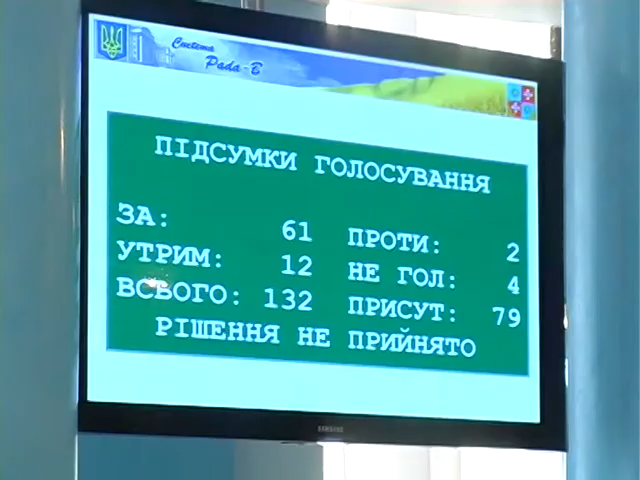 Система
Рада-В
ПІДСУМКИ ГОЛОСУВАННЯ
ЗА: 61 ПРОТИ: 2
УТРИМ: 12 НЕ ГОЛ: 4
ВСЬОГО: 132 ПРИСУТ: 79
РІШЕННЯ НЕ ПРИЙНЯТО
SAMSUNG